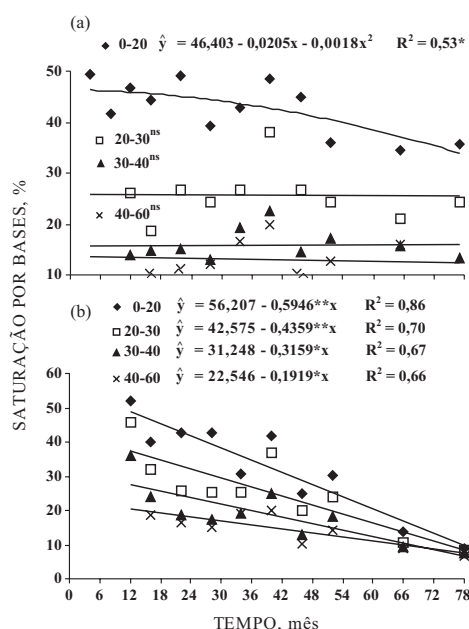 (a)
◆ 0-20 ŷ = 46,403 - 0,0205x - 0,0018x² R² = 0,53*
50
40
□ 20-30ⁿˢ
30
▲ 30-40ⁿˢ
20
× 40-60ⁿˢ
10
SATURAÇÃO POR BASES, %
(b)
◆ 0-20 ŷ = 56,207 - 0,5946**x R² = 0,86
□ 20-30 ŷ = 42,575 - 0,4359**x R² = 0,70
▲ 30-40 ŷ = 31,248 - 0,3159*x R² = 0,67
× 40-60 ŷ = 22,546 - 0,1919*x R² = 0,66
60
50
40
30
20
10
0
0 6 12 18 24 30 36 42 48 54 60 66 72 78
TEMPO, mês